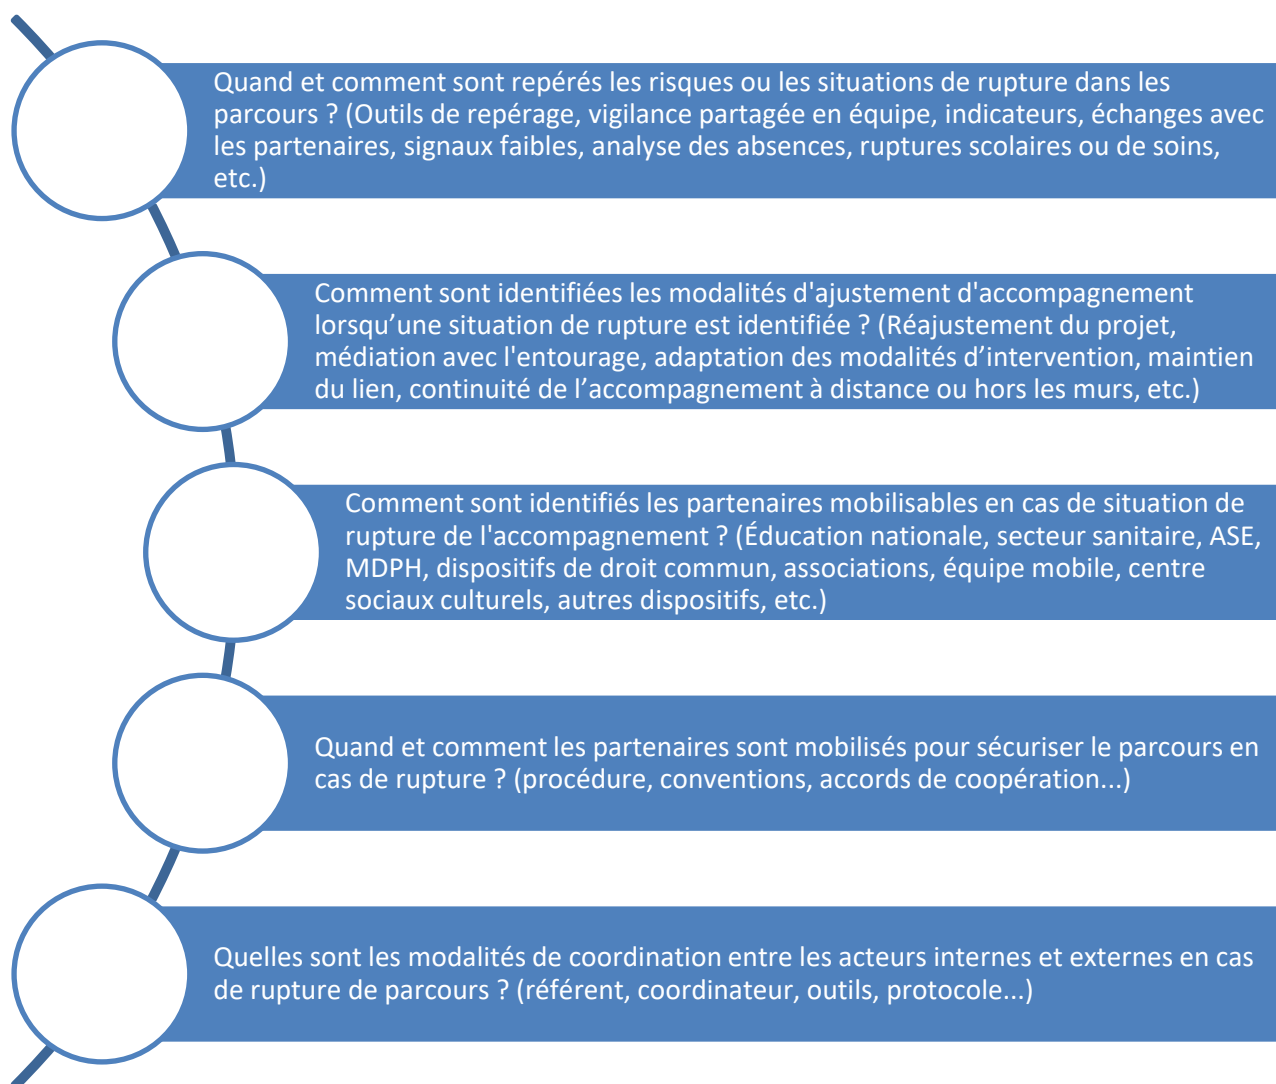 Quand et comment sont repérés les risques ou les situations de rupture dans les
parcours ? (Outils de repérage, vigilance partagée en équipe, indicateurs, échanges avec
les partenaires, signaux faibles, analyse des absences, ruptures scolaires ou de soins,
etc.)
Comment sont identifiées les modalités d'ajustement d'accompagnement
lorsqu’une situation de rupture est identifiée ? (Réajustement du projet,
médiation avec l'entourage, adaptation des modalités d’intervention, maintien
du lien, continuité de l’accompagnement à distance ou hors les murs, etc.)
Comment sont identifiés les partenaires mobilisables en cas de situation de
rupture de l'accompagnement ? (Éducation nationale, secteur sanitaire, ASE,
MDPH, dispositifs de droit commun, associations, équipe mobile, centre
sociaux culturels, autres dispositifs, etc.)
Quand et comment les partenaires sont mobilisés pour sécuriser le parcours en
cas de rupture ? (procédure, conventions, accords de coopération...)
Quelles sont les modalités de coordination entre les acteurs internes et externes en cas
de rupture de parcours ? (référent, coordinateur, outils, protocole...)